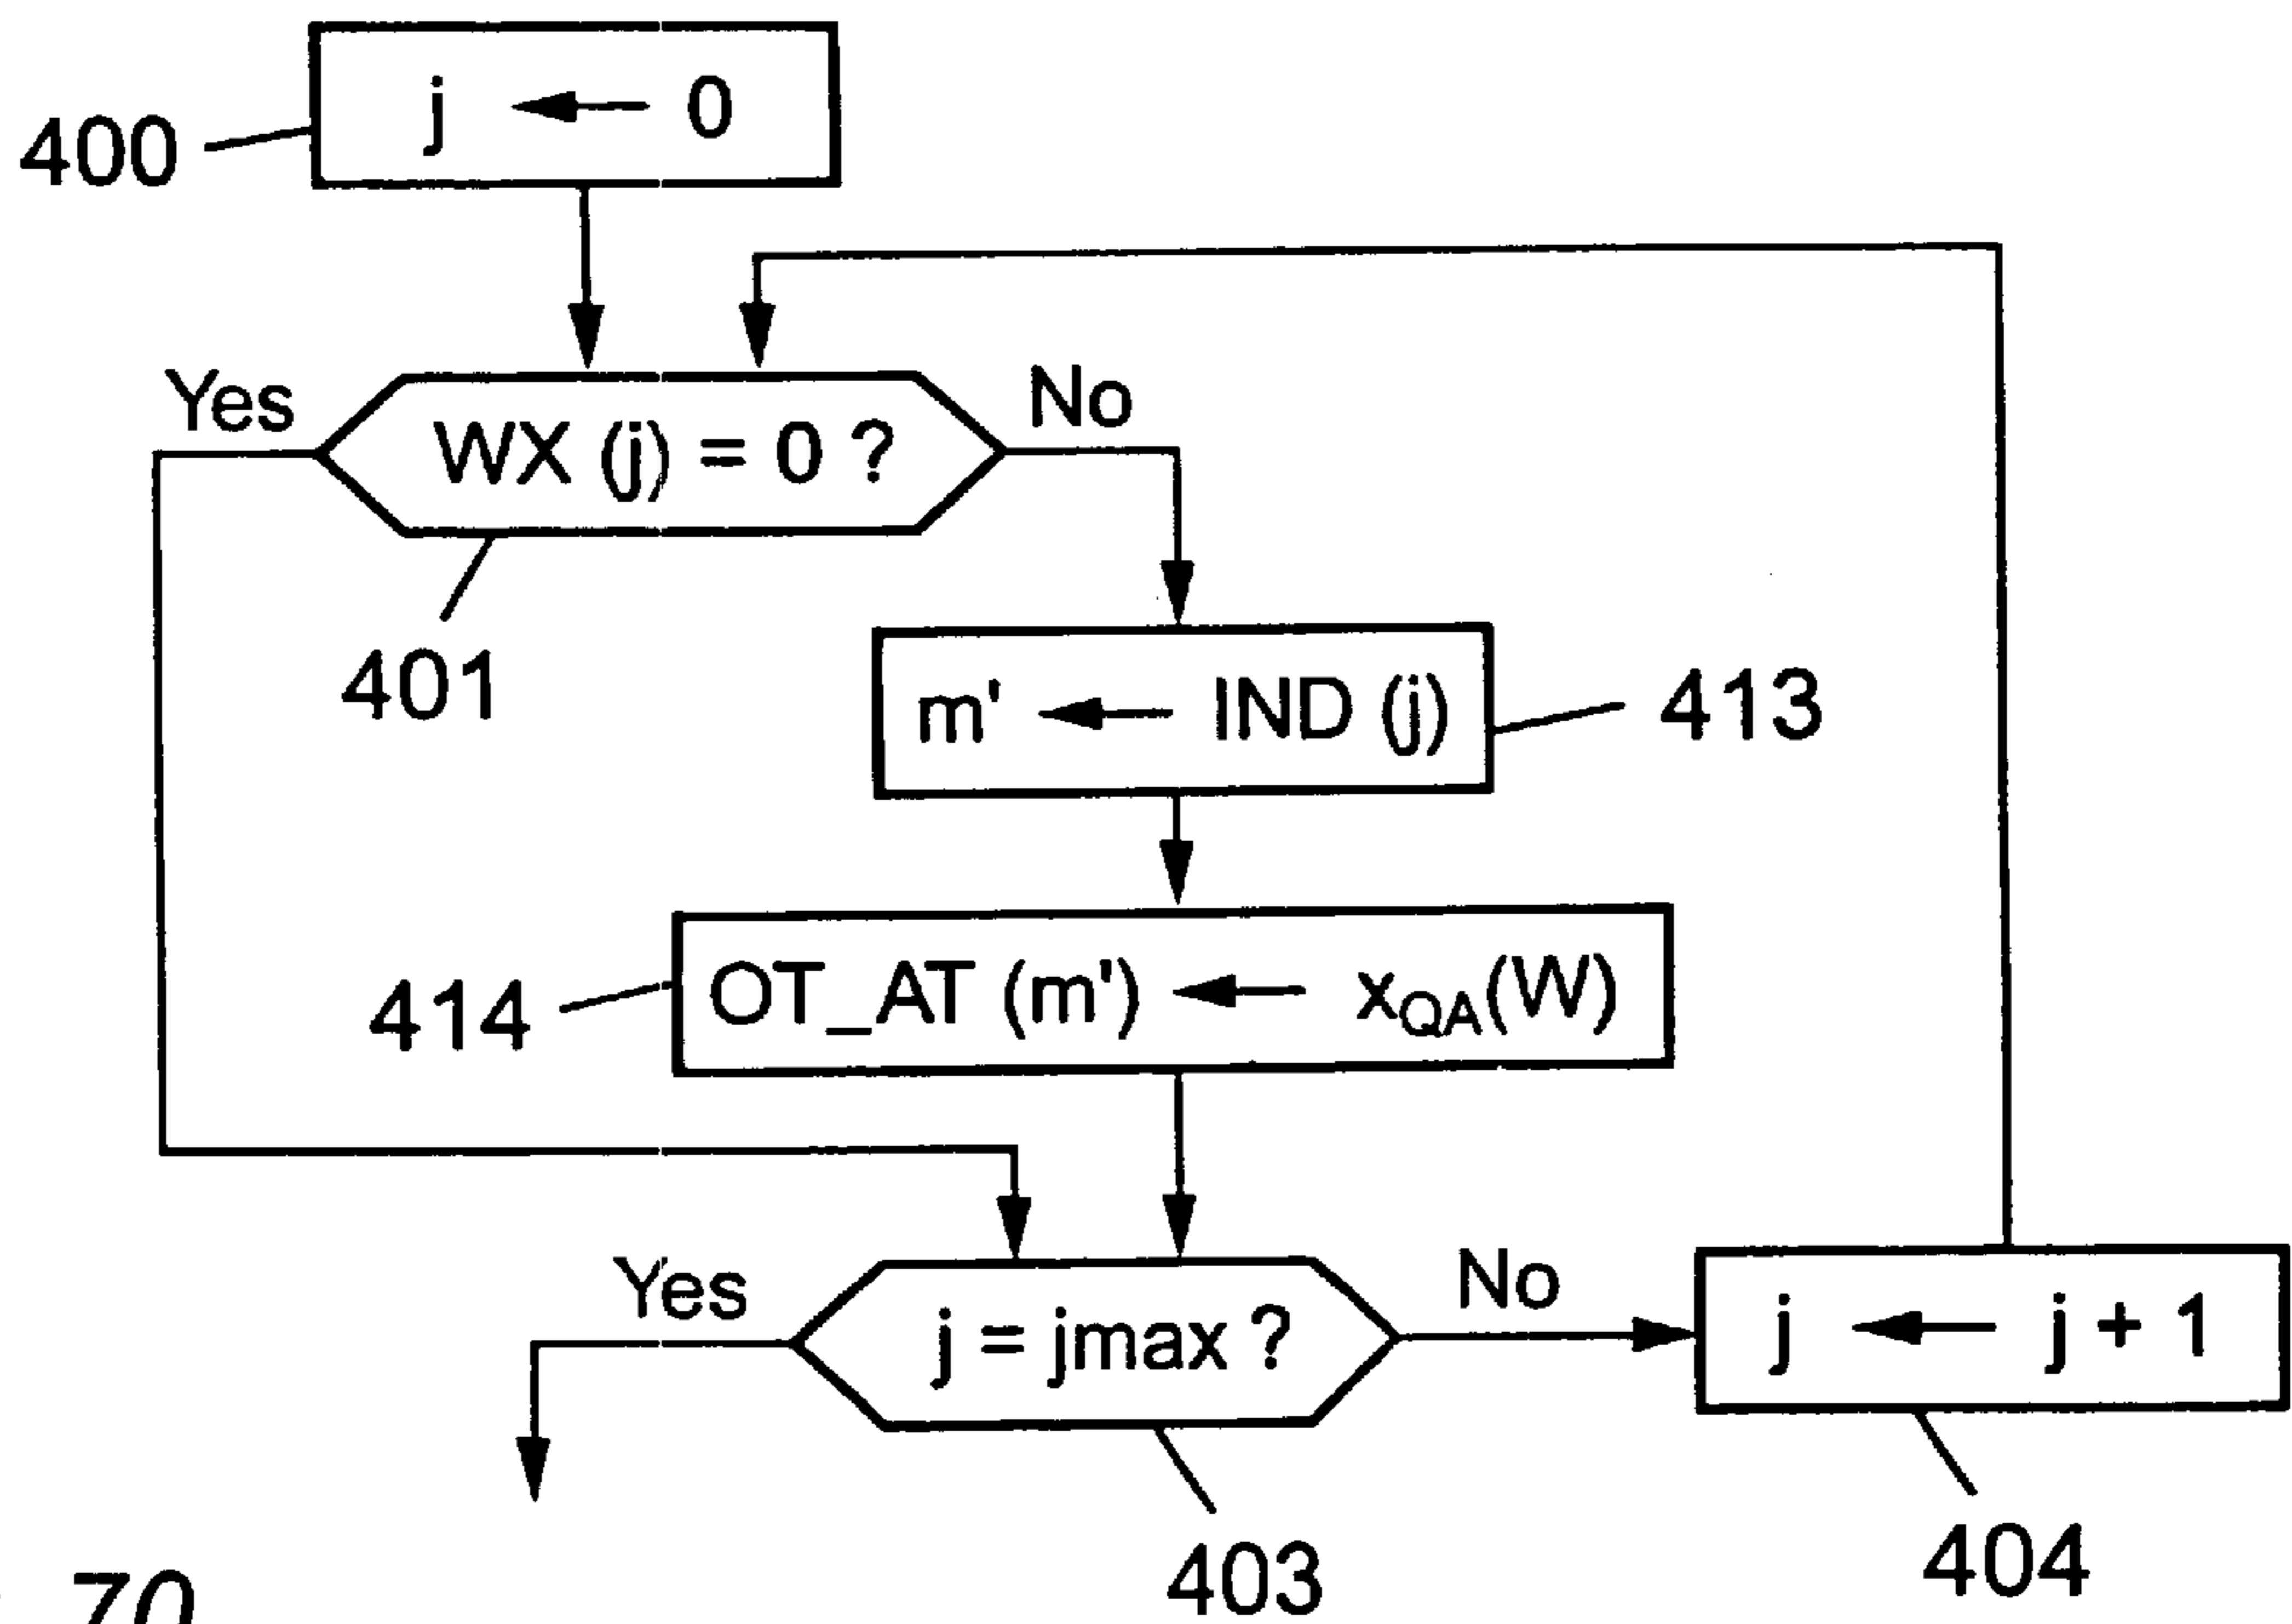 j ← 0
400
Yes
WX (j) = 0 ?
No
401
m' ← IND (j)
413
OT_AT (m') ← xQA(W)
414
Yes
j = jmax ?
No
j ← j + 1
403
404
70